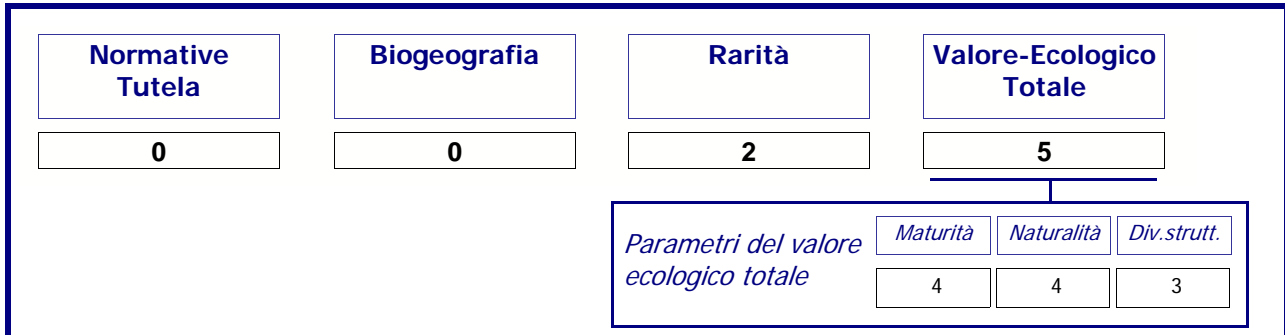 Normative
Tutela
Biogeografia
Rarità
Valore-Ecologico
Totale
0
0
2
5
Parametri del valore
ecologico totale
Maturità
Naturalità
Div.strutt.
4
4
3